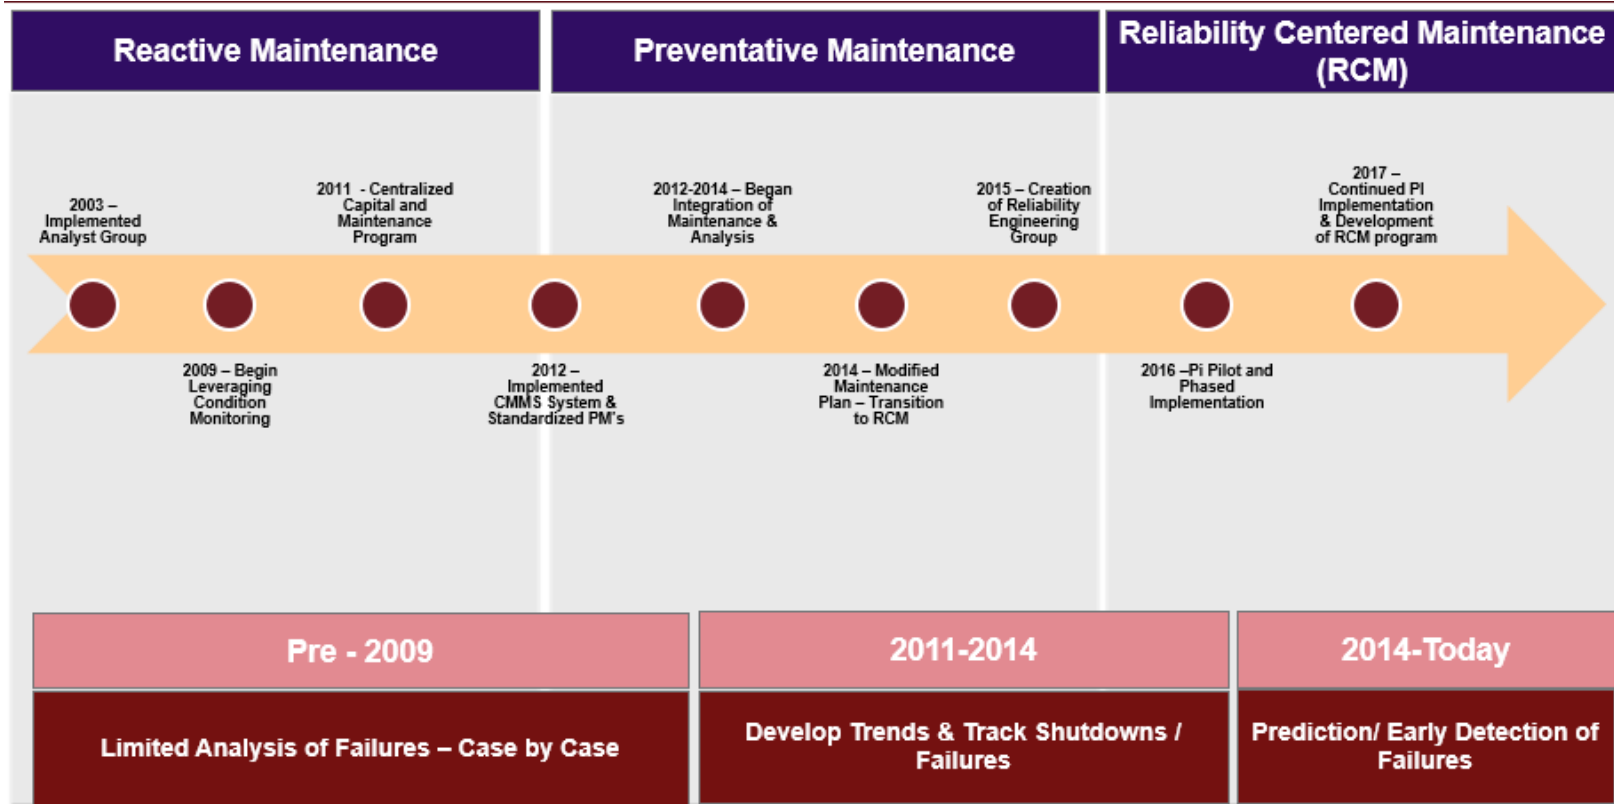 Reactive Maintenance
Preventative Maintenance
Reliability Centered Maintenance
(RCM)
2003 –
Implemented
Analyst Group
2011  - Centralized
Capital and
Maintenance
Program
2012-2014 – Began
Integration of
Maintenance &
Analysis
2015 – Creation
of Reliability
Engineering
Group
2017 –
Continued PI
Implementation
& Development
of RCM program
2009 – Begin
Leveraging
Condition
Monitoring
2012 –
Implemented
CMMS System &
Standardized PM's
2014 – Modified
Maintenance
Plan – Transition
to RCM
2016 –Pi Pilot and
Phased
Implementation
Pre - 2009
2011-2014
2014-Today
Limited Analysis of Failures – Case by Case
Develop Trends & Track Shutdowns /
Failures
Prediction/ Early Detection of
Failures